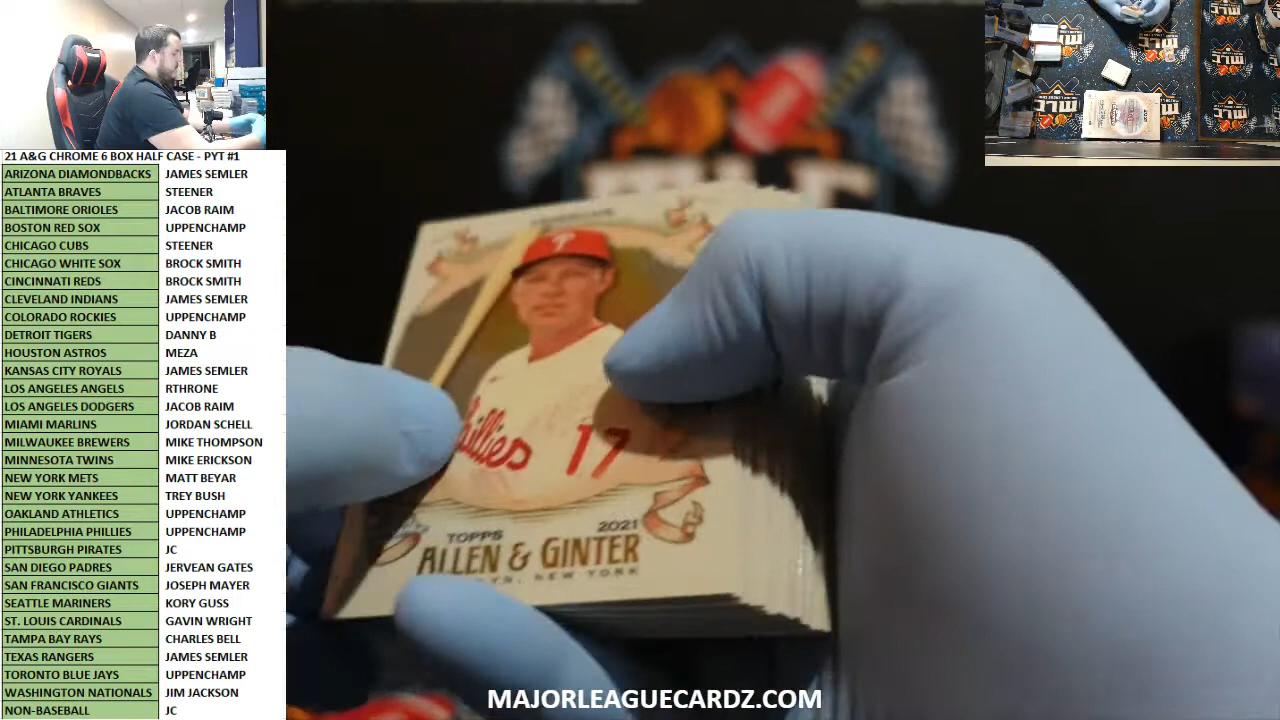 21 A&G CHROME 6 BOX HALF CASE - PYT #1
ARIZONA DIAMONDBACKS JAMES SEMLER
ATLANTA BRAVES STEENER
BALTIMORE ORIOLES JACOB RAIM
BOSTON RED SOX UPPENCHAMP
CHICAGO CUBS STEENER
CHICAGO WHITE SOX BROCK SMITH
CINCINNATI REDS BROCK SMITH
CLEVELAND INDIANS JAMES SEMLER
COLORADO ROCKIES UPPENCHAMP
DETROIT TIGERS DANNY B
HOUSTON ASTROS MEZA
KANSAS CITY ROYALS JAMES SEMLER
LOS ANGELES ANGELS RTHRONE
LOS ANGELES DODGERS JACOB RAIM
MIAMI MARLINS JORDAN SCHELL
MILWAUKEE BREWERS MIKE THOMPSON
MINNESOTA TWINS MIKE ERICKSON
NEW YORK METS MATT BEYAR
NEW YORK YANKEES TREY BUSH
OAKLAND ATHLETICS UPPENCHAMP
PHILADELPHIA PHILLIES UPPENCHAMP
PITTSBURGH PIRATES JC
SAN DIEGO PADRES JERVEAN GATES
SAN FRANCISCO GIANTS JOSEPH MAYER
SEATTLE MARINERS KORY GUSS
ST. LOUIS CARDINALS GAVIN WRIGHT
TAMPA BAY RAYS CHARLES BELL
TEXAS RANGERS JAMES SEMLER
TORONTO BLUE JAYS UPPENCHAMP
WASHINGTON NATIONALS JIM JACKSON
NON-BASEBALL JC
MLC
P
Phillies 17
TOPPS 2021
ALLEN & GINTER
NEW YORK
MAJORLEAGUECARDZ.COM
MLC